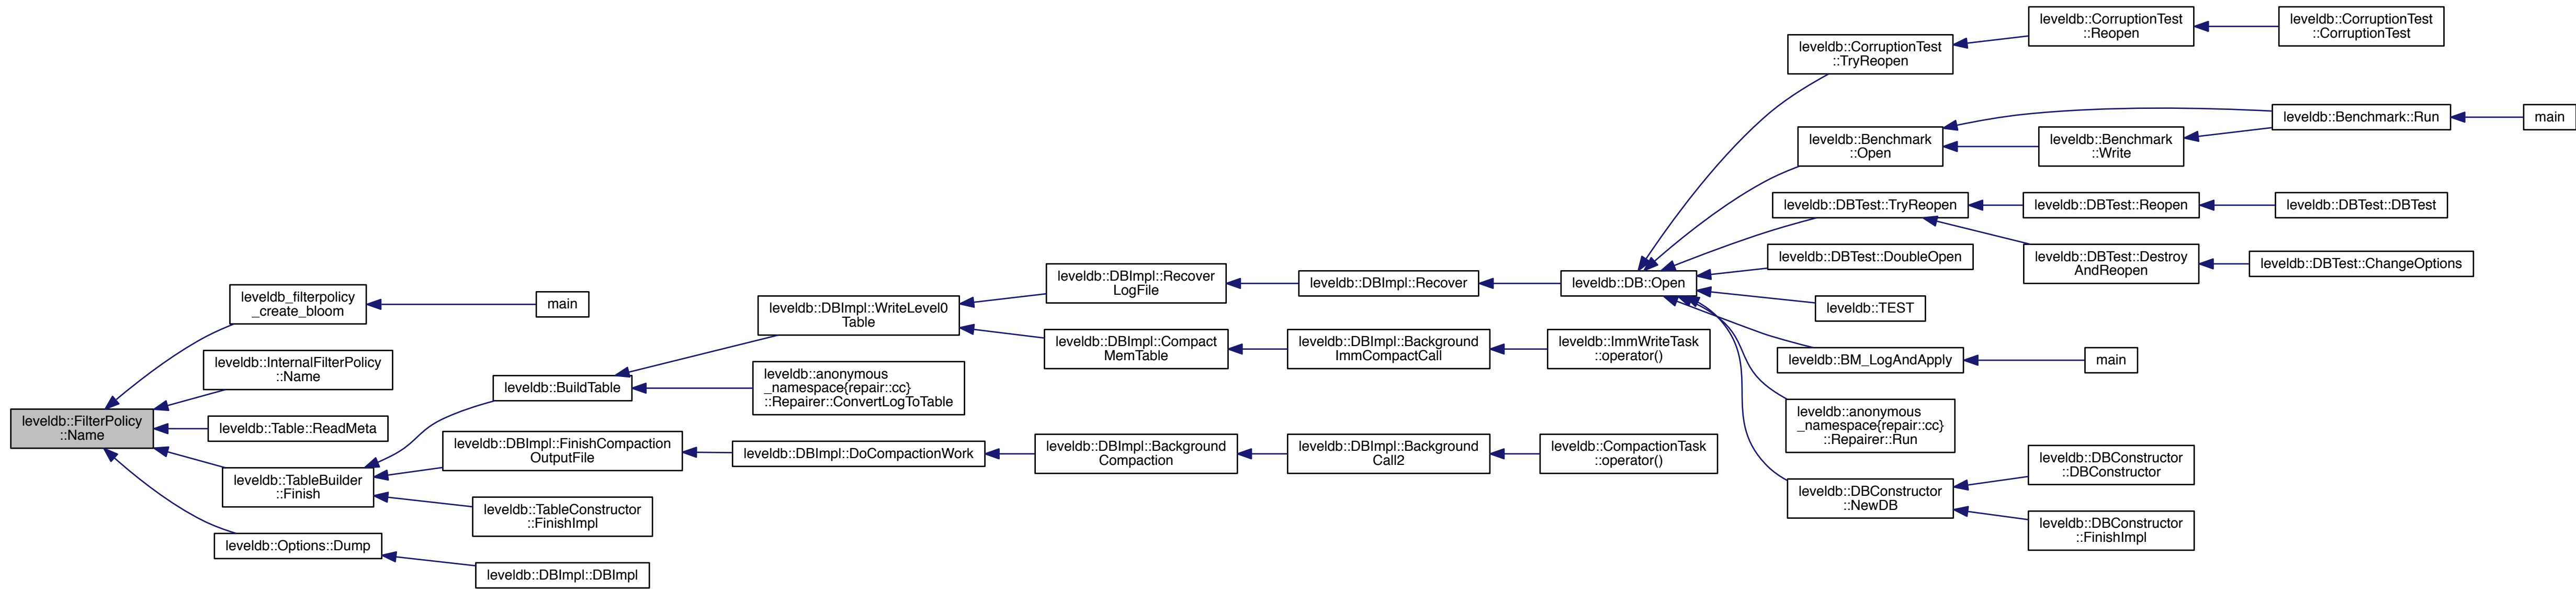 leveldb::FilterPolicy
::Name
leveldb_filterpolicy
_create_bloom
main
leveldb::InternalFilterPolicy
::Name
leveldb::Table::ReadMeta
leveldb::TableBuilder
::Finish
leveldb::Options::Dump
leveldb::BuildTable
leveldb::DBImpl::FinishCompaction
OutputFile
leveldb::TableConstructor
::FinishImpl
leveldb::DBImpl::DBImpl
leveldb::DBImpl::WriteLevel0
Table
leveldb::anonymous
_namespace{repair::cc}
::Repairer::ConvertLogToTable
leveldb::DBImpl::DoCompactionWork
leveldb::DBImpl::Recover
LogFile
leveldb::DBImpl::Compact
MemTable
leveldb::DBImpl::Background
Compaction
leveldb::DBImpl::Recover
leveldb::DBImpl::Background
ImmCompactCall
leveldb::DBImpl::Background
Call2
leveldb::DB::Open
leveldb::ImmWriteTask
::operator()
leveldb::CompactionTask
::operator()
leveldb::CorruptionTest
::TryReopen
leveldb::CorruptionTest
::Reopen
leveldb::CorruptionTest
::CorruptionTest
leveldb::Benchmark
::Open
leveldb::Benchmark
::Write
leveldb::Benchmark::Run
main
leveldb::DBTest::TryReopen
leveldb::DBTest::Reopen
leveldb::DBTest::DBTest
leveldb::DBTest::DoubleOpen
leveldb::DBTest::Destroy
AndReopen
leveldb::DBTest::ChangeOptions
leveldb::TEST
leveldb::BM_LogAndApply
main
leveldb::anonymous
_namespace{repair::cc}
::Repairer::Run
leveldb::DBConstructor
::NewDB
leveldb::DBConstructor
::DBConstructor
leveldb::DBConstructor
::FinishImpl